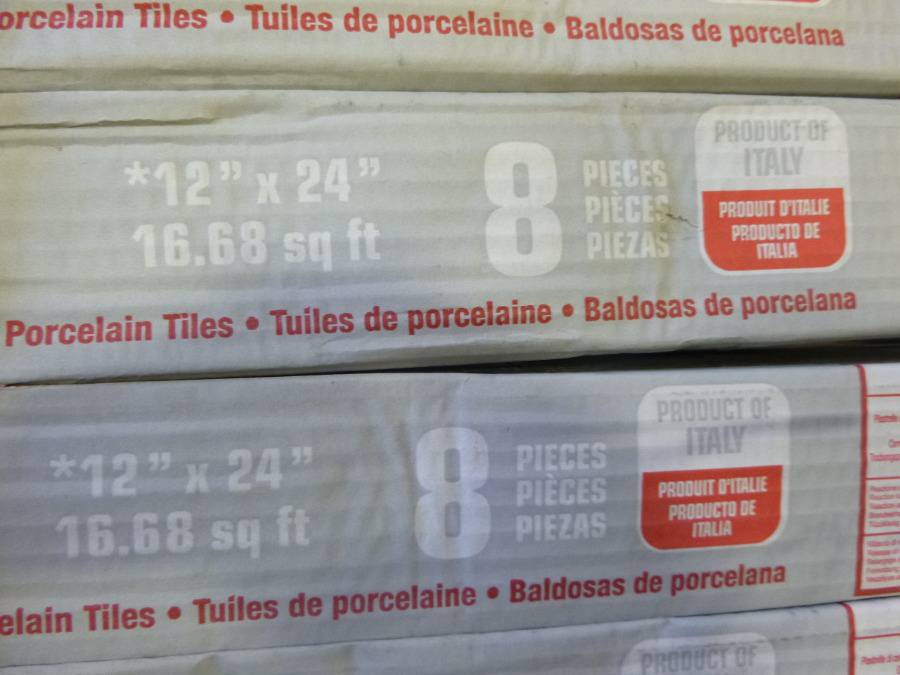 orcelain Tiles • Tuiles de porcelaine • Baldosas de porcelana
*12” x 24”
16.68 sq ft
8
PIECES
PIÈCES
PIEZAS
PRODUCT OF
ITALY
PRODUIT D'ITALIE
PRODUCTO DE
ITALIA
Porcelain Tiles • Tuiles de porcelaine • Baldosas de porcelana
*12” x 24”
16.68 sq ft
8
PIECES
PIÈCES
PIEZAS
PRODUCT OF
ITALY
PRODUIT D'ITALIE
PRODUCTO DE
ITALIA
elain Tiles • Tuiles de porcelaine • Baldosas de porcelana
PRODUCT OF